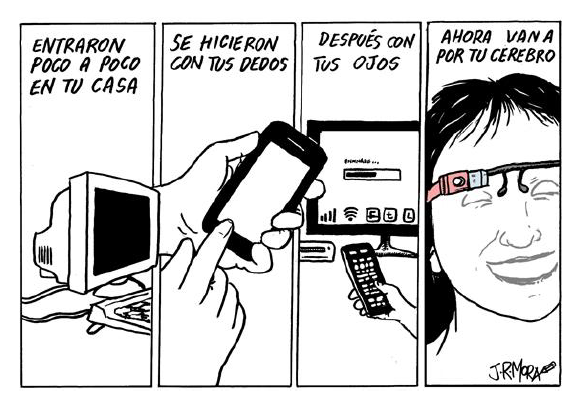 ENTRARON
POCO A POCO
EN TU CASA
SE HICIERON
CON TUS DEDOS
DESPUÉS CON
TUS OJOS
F t L
AHORA VAN A
POR TU CEREBRO
J.R.MORA